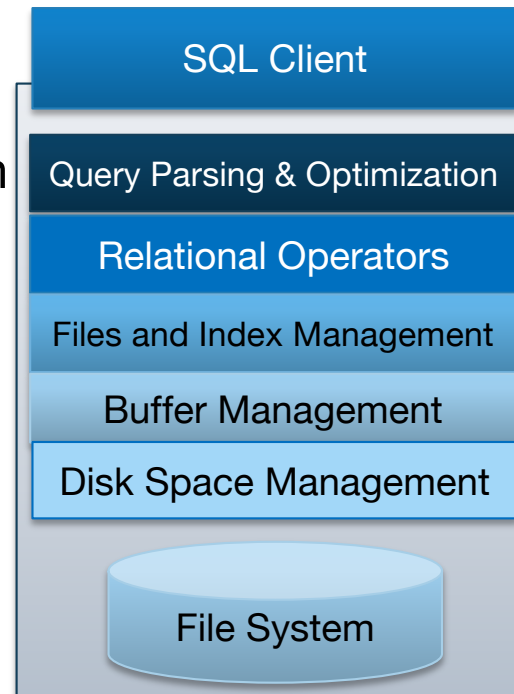 SQL Client
n
Query Parsing & Optimization
Relational Operators
Files and Index Management
Buffer Management
Disk Space Management
File System